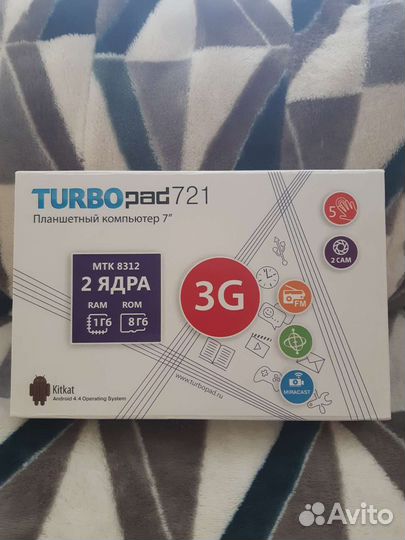 TURBOpad721
Планшетный компьютер 7"
5
2 CAM
МТК 8312
2 ЯДРА
RAM ROM
1Гб 8Гб
3G
FM
MIRACAST
www.turbopad.ru
Kitkat
Android 4.4 Operating System
Avito